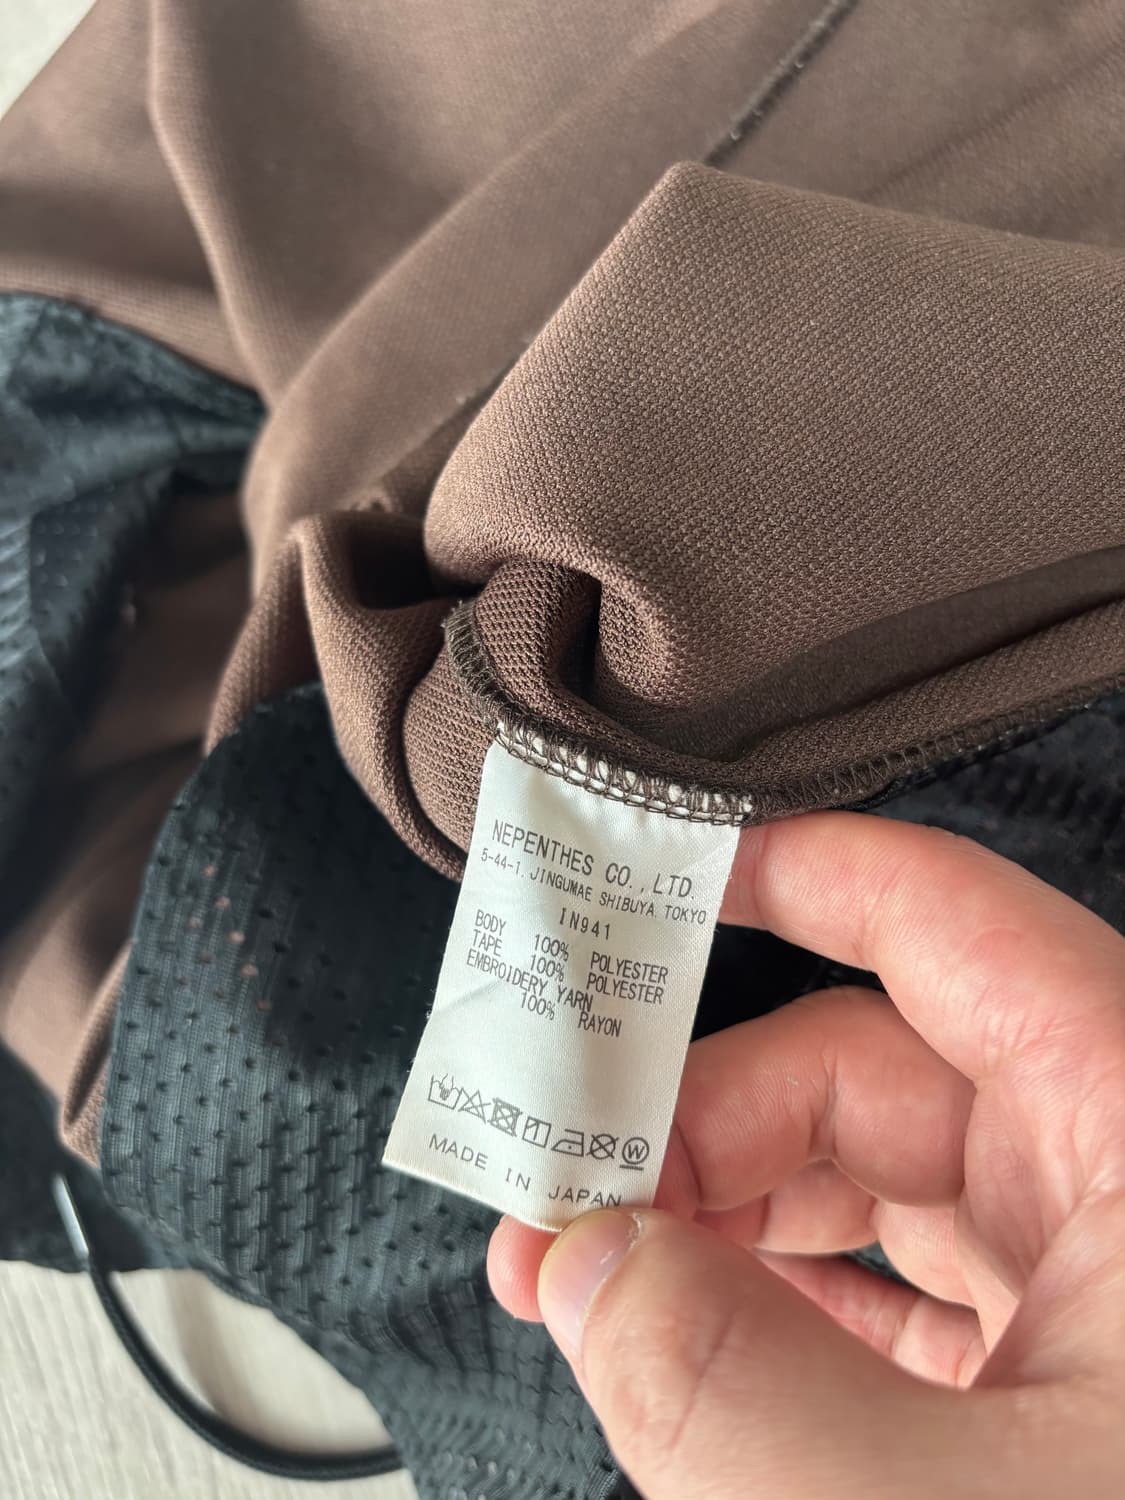 NEPENTHES CO.,LTD.
5-44-1, JINGUMAE SHIBUYA TOKYO
IN941
BODY 100% POLYESTER
TAPE 100% POLYESTER
EMBROIDERY YARN
100% RAYON
W
MADE IN JAPAN